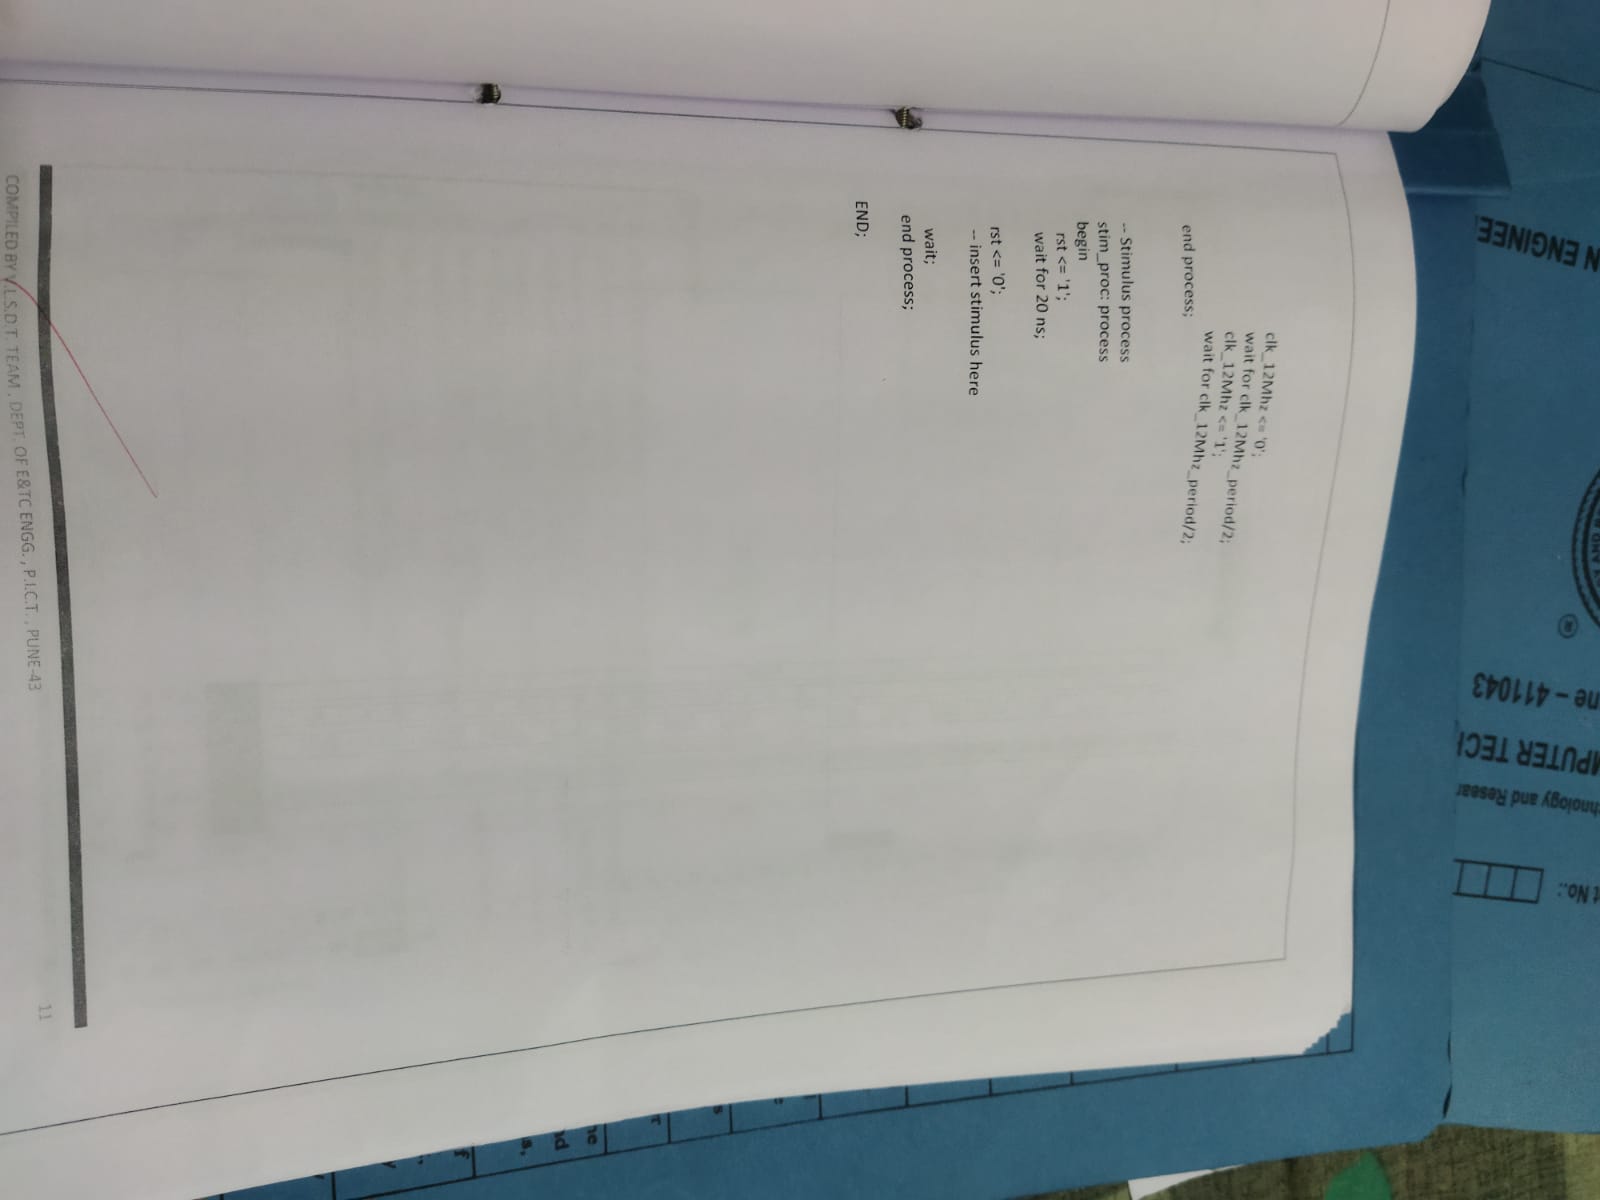 N ENGINEE
®
ne – 411043
MPUTER TECH
hnology and Resear
t No.:
clk_12Mhz <= '0';
wait for clk_12Mhz_period/2;
clk_12Mhz <= '1';
wait for clk_12Mhz_period/2;
end process;
-- Stimulus process
stim_proc: process
begin
rst <= '1';
wait for 20 ns;
rst <= '0';
-- insert stimulus here
wait;
end process;
END;
COMPILED BY V.L.S.D.T. TEAM , DEPT. OF E&TC ENGG. , P.I.C.T. , PUNE-43
11